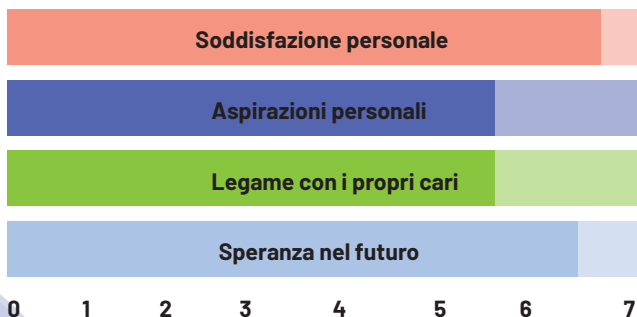 Soddisfazione personale
Aspirazioni personali
Legame con i propri cari
Speranza nel futuro
0 1 2 3 4 5 6 7